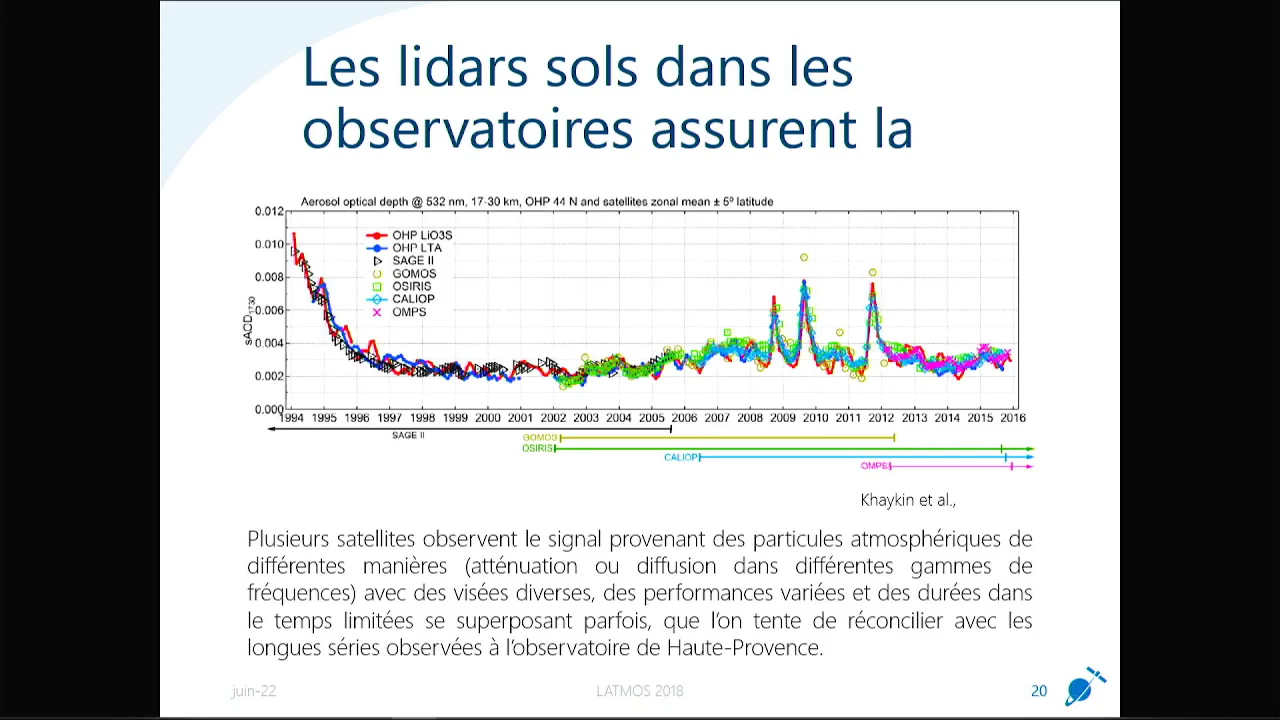 Les lidars sols dans les
observatoires assurent la
Aerosol optical depth @ 532 nm, 17-30 km, OHP 44 N and satellites zonal mean ± 5º latitude
0.012
0.010
0.008
0.006
0.004
0.002
0.000
sAOD1730
OHP LiO3S
OHP LTA
SAGE II
GOMOS
OSIRIS
CALIOP
OMPS
1994 1995 1996 1997 1998 1999 2000 2001 2002 2003 2004 2005 2006 2007 2008 2009 2010 2011 2012 2013 2014 2015 2016
SAGE II
GOMOS
OSIRIS
CALIOP
OMPS
Khaykin et al.,
Plusieurs satellites observent le signal provenant des particules atmosphériques de
différentes manières (atténuation ou diffusion dans différentes gammes de
fréquences) avec des visées diverses, des performances variées et des durées dans
le temps limitées se superposant parfois, que l’on tente de réconcilier avec les
longues séries observées à l’observatoire de Haute-Provence.
juin-22
LATMOS 2018
20